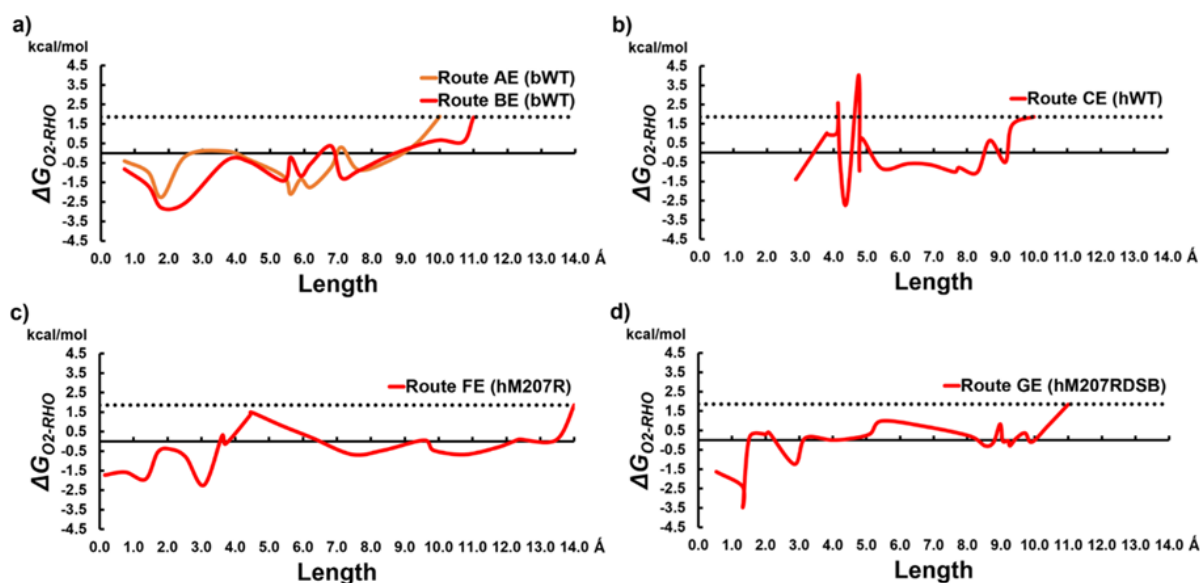 a)
kcal/mol
4.5
3.5
2.5
1.5
0.5
-0.5
-1.5
-2.5
-3.5
-4.5
ΔG O2-RHO
Route AE (bWT)
Route BE (bWT)
0.0 1.0 2.0 3.0 4.0 5.0 6.0 7.0 8.0 9.0 10.0 11.0 12.0 13.0 14.0 Å
Length
b)
kcal/mol
4.5
3.5
2.5
1.5
0.5
-0.5
-1.5
-2.5
-3.5
-4.5
ΔG O2-RHO
Route CE (hWT)
0.0 1.0 2.0 3.0 4.0 5.0 6.0 7.0 8.0 9.0 10.0 11.0 12.0 13.0 14.0 Å
Length
c)
kcal/mol
4.5
3.5
2.5
1.5
0.5
-0.5
-1.5
-2.5
-3.5
-4.5
ΔG O2-RHO
Route FE (hM207R)
0.0 1.0 2.0 3.0 4.0 5.0 6.0 7.0 8.0 9.0 10.0 11.0 12.0 13.0 14.0 Å
Length
d)
kcal/mol
4.5
3.5
2.5
1.5
0.5
-0.5
-1.5
-2.5
-3.5
-4.5
ΔG O2-RHO
Route GE (hM207RDSB)
0.0 1.0 2.0 3.0 4.0 5.0 6.0 7.0 8.0 9.0 10.0 11.0 12.0 13.0 14.0 Å
Length